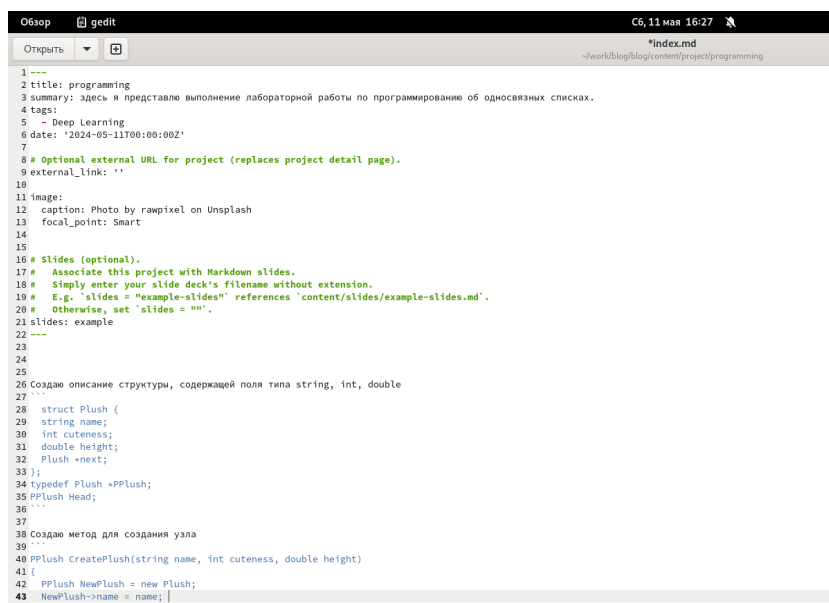 Обзор gedit Сб, 11 мая 16:27
Открыть *index.md
~/work/blog/blog/content/project/programming
1 ---
2 title: programming
3 summary: здесь я представлю выполнение лабораторной работы по программированию об односвязных списках.
4 tags:
5   - Deep Learning
6 date: '2024-05-11T00:00:00Z'
7
8 # Optional external URL for project (replaces project detail page).
9 external_link: ''
10
11 image:
12   caption: Photo by rawpixel on Unsplash
13   focal_point: Smart
14
15
16 # Slides (optional).
17 #   Associate this project with Markdown slides.
18 #   Simply enter your slide deck's filename without extension.
19 #   E.g. `slides = "example-slides"` references `content/slides/example-slides.md`.
20 #   Otherwise, set `slides = ""`.
21 slides: example
22 ---
23
24
25
26 Создаю описание структуры, содержащей поля типа string, int, double
27 ```
28   struct Plush {
29   string name;
30   int cuteness;
31   double height;
32   Plush *next;
33 };
34 typedef Plush *PPlush;
35 PPlush Head;
36 ```
37
38 Создаю метод для создания узла
39 ```
40 PPlush CreatePlush(string name, int cuteness, double height)
41 {
42   PPlush NewPlush = new Plush;
43   NewPlush->name = name;